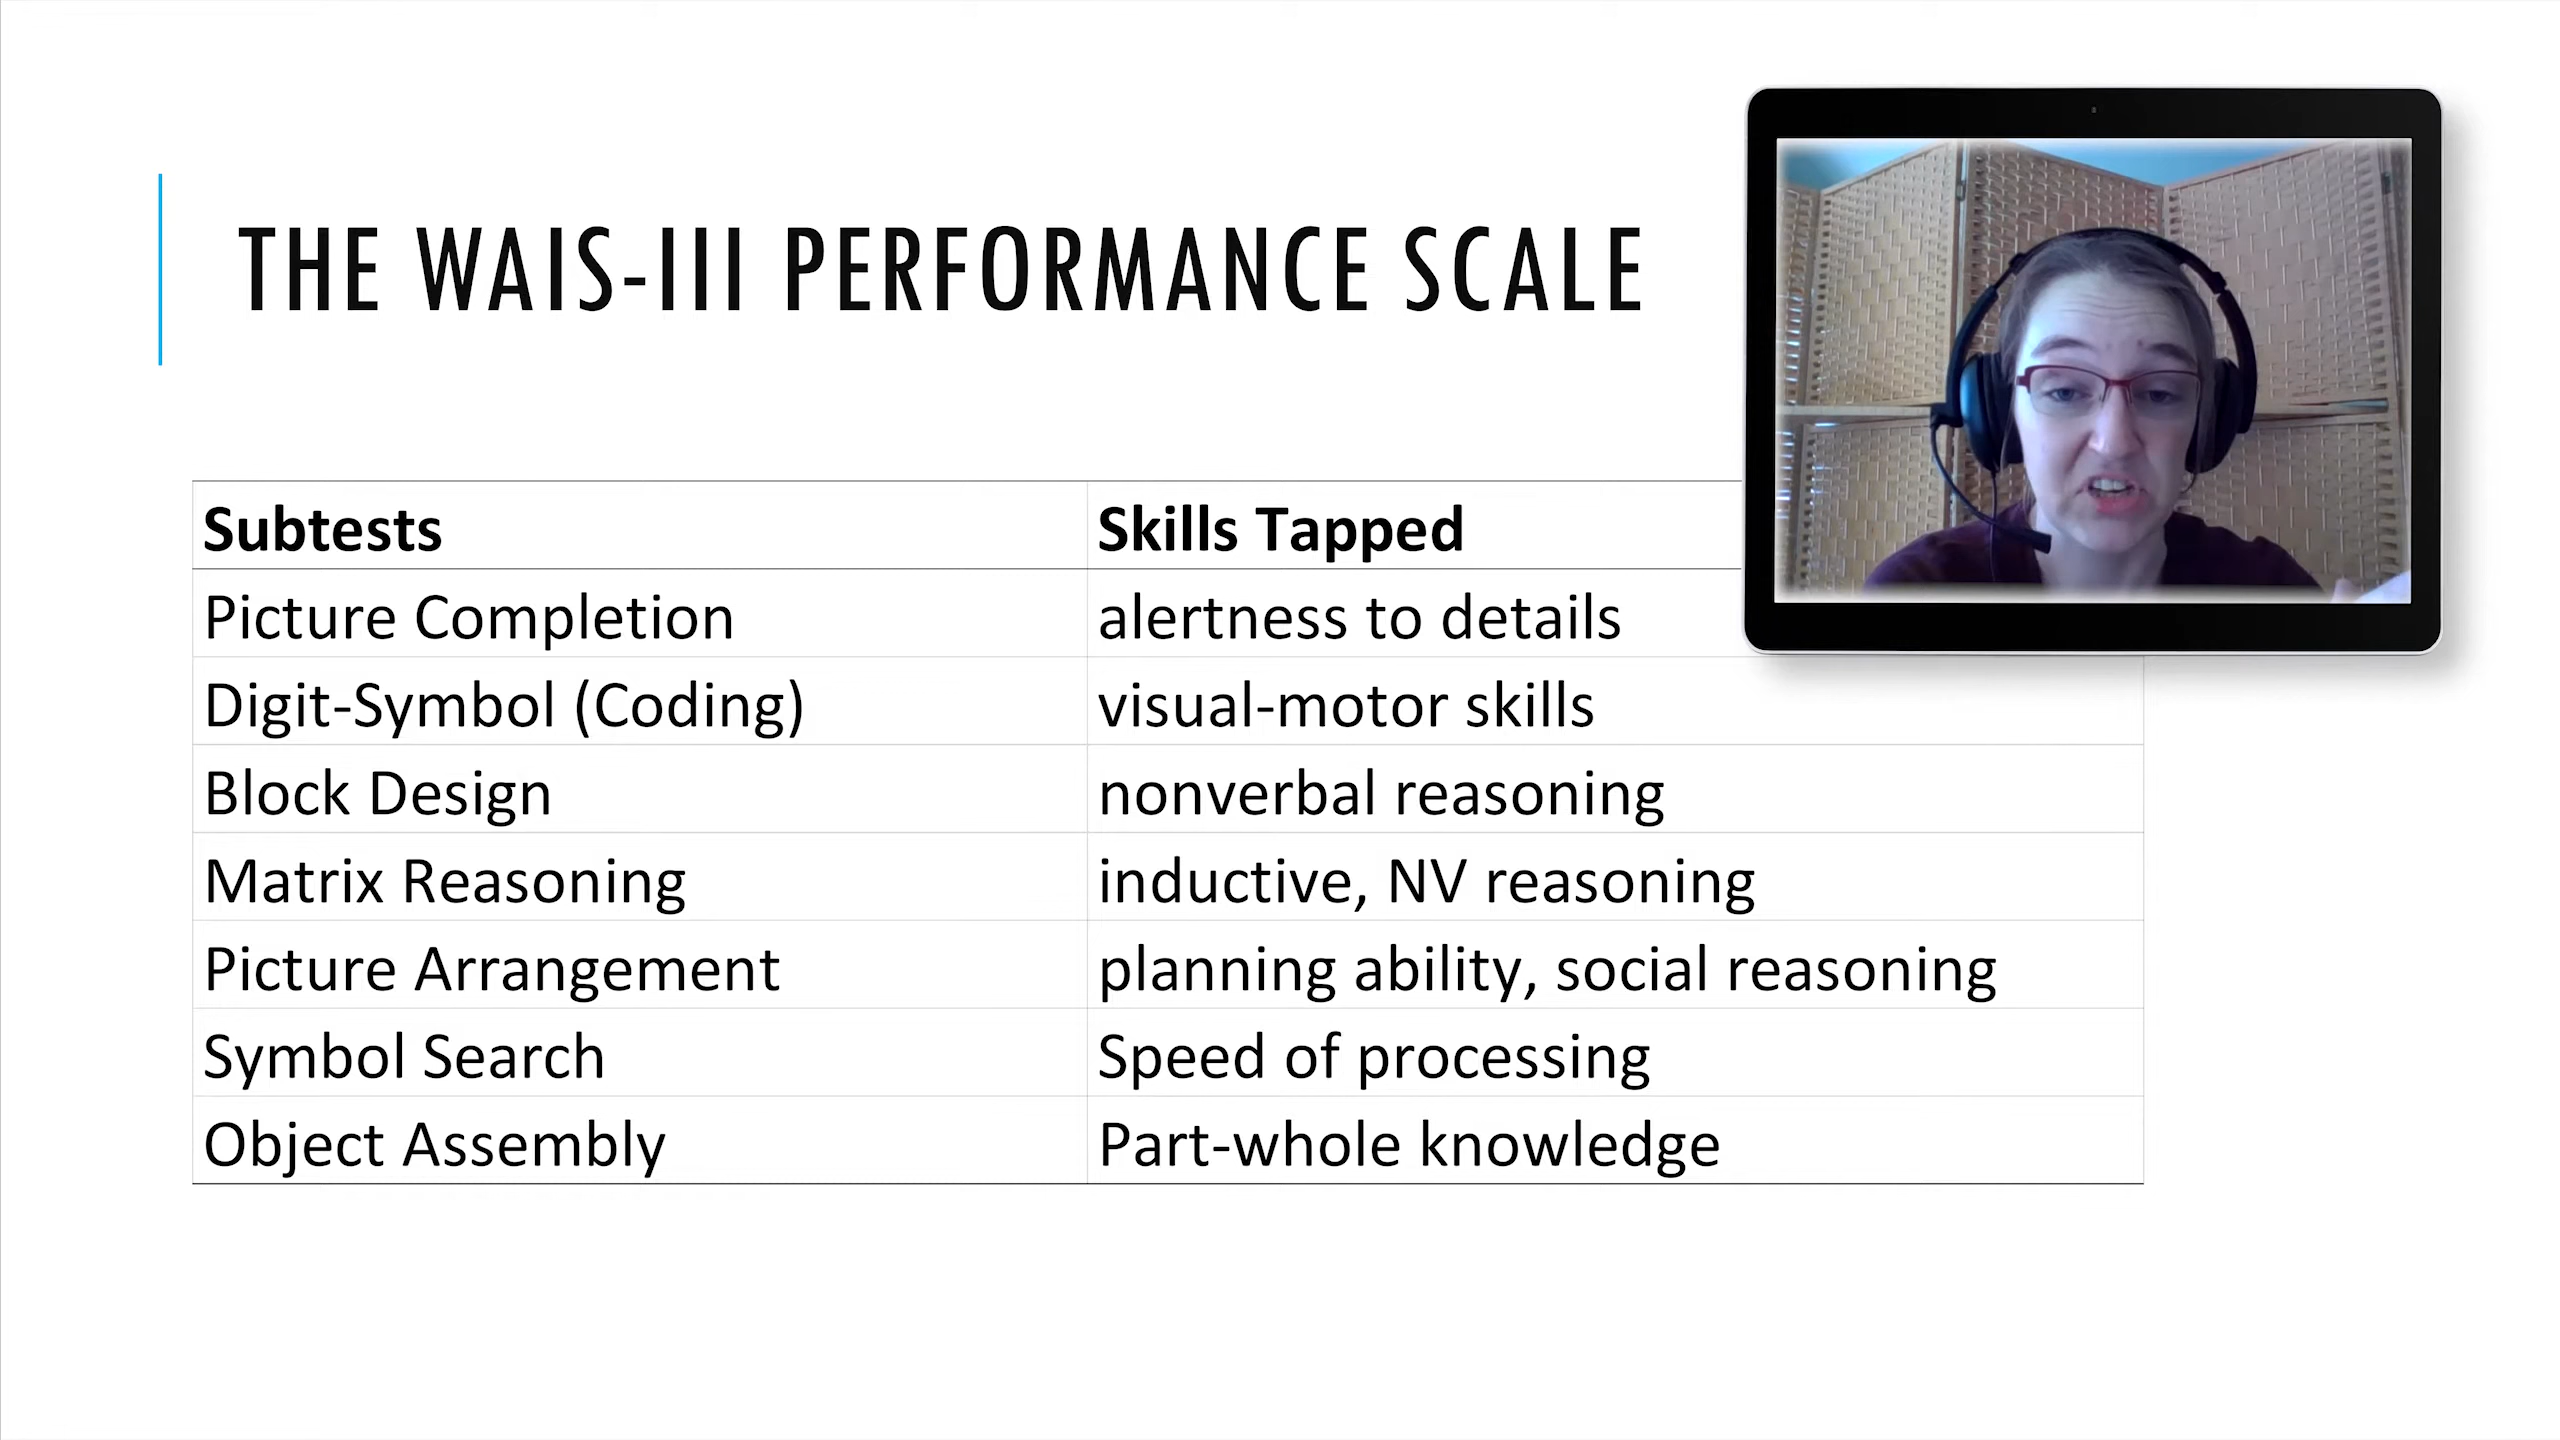 THE WAIS-III PERFORMANCE SCALE
Subtests Skills Tapped
Picture Completion alertness to details
Digit-Symbol (Coding) visual-motor skills
Block Design nonverbal reasoning
Matrix Reasoning inductive, NV reasoning
Picture Arrangement planning ability, social reasoning
Symbol Search Speed of processing
Object Assembly Part-whole knowledge